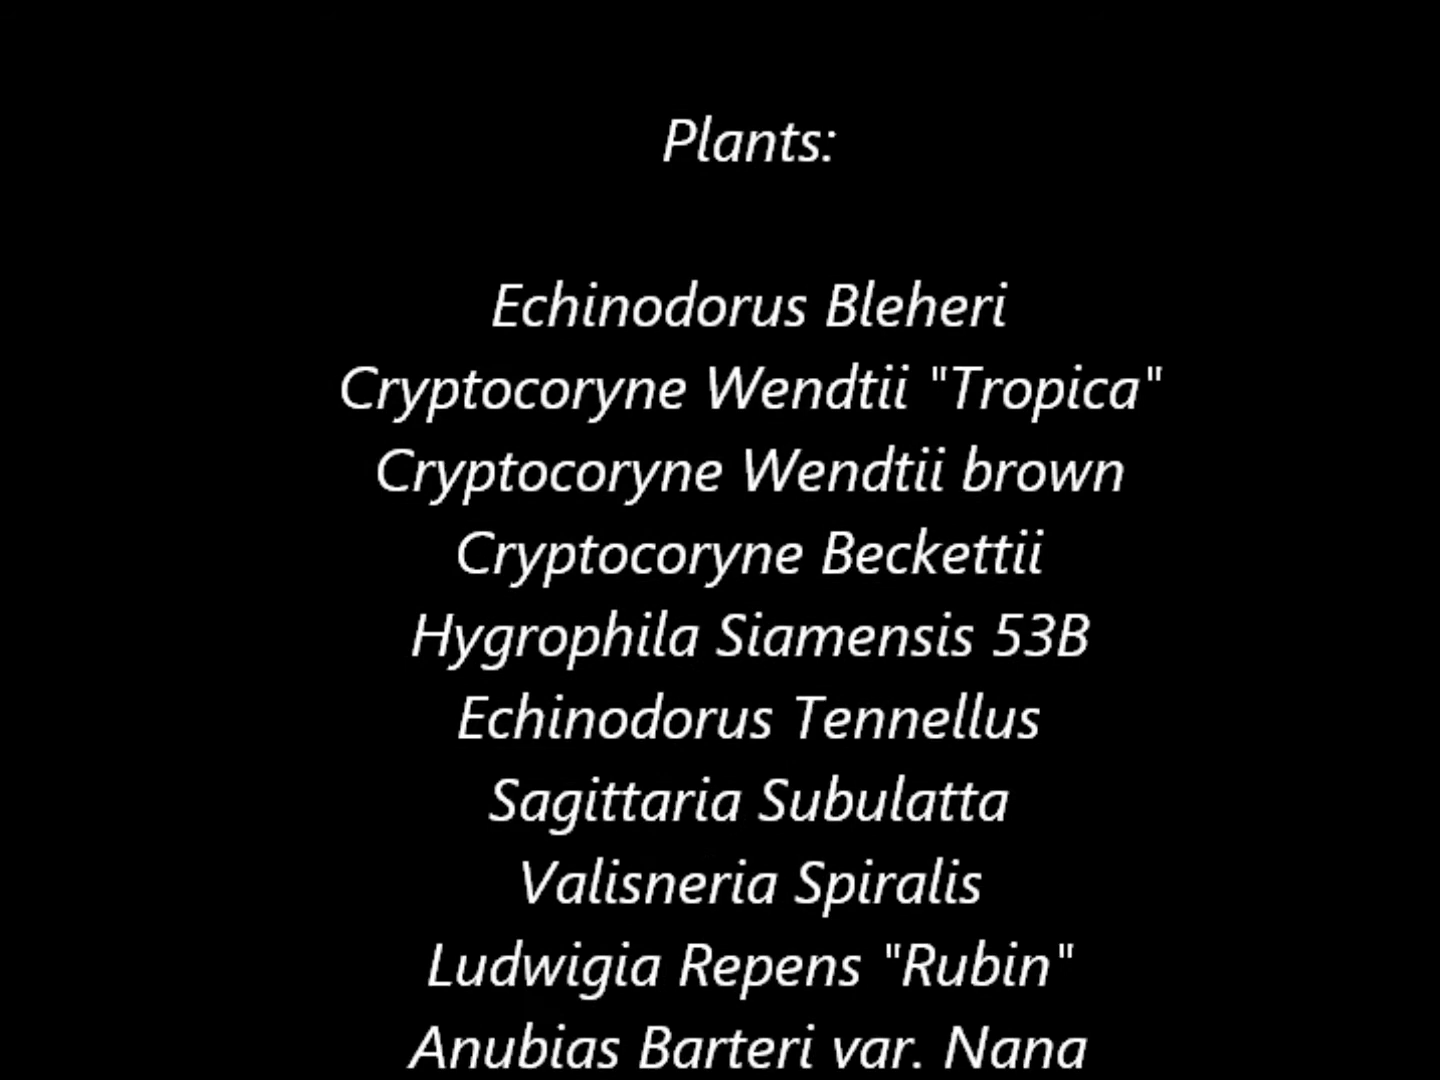 Plants:
Echinodorus Bleheri
Cryptocoryne Wendtii "Tropica"
Cryptocoryne Wendtii brown
Cryptocoryne Beckettii
Hygrophila Siamensis 53B
Echinodorus Tennellus
Sagittaria Subulatta
Valisneria Spiralis
Ludwigia Repens "Rubin"
Anubias Barteri var. Nana